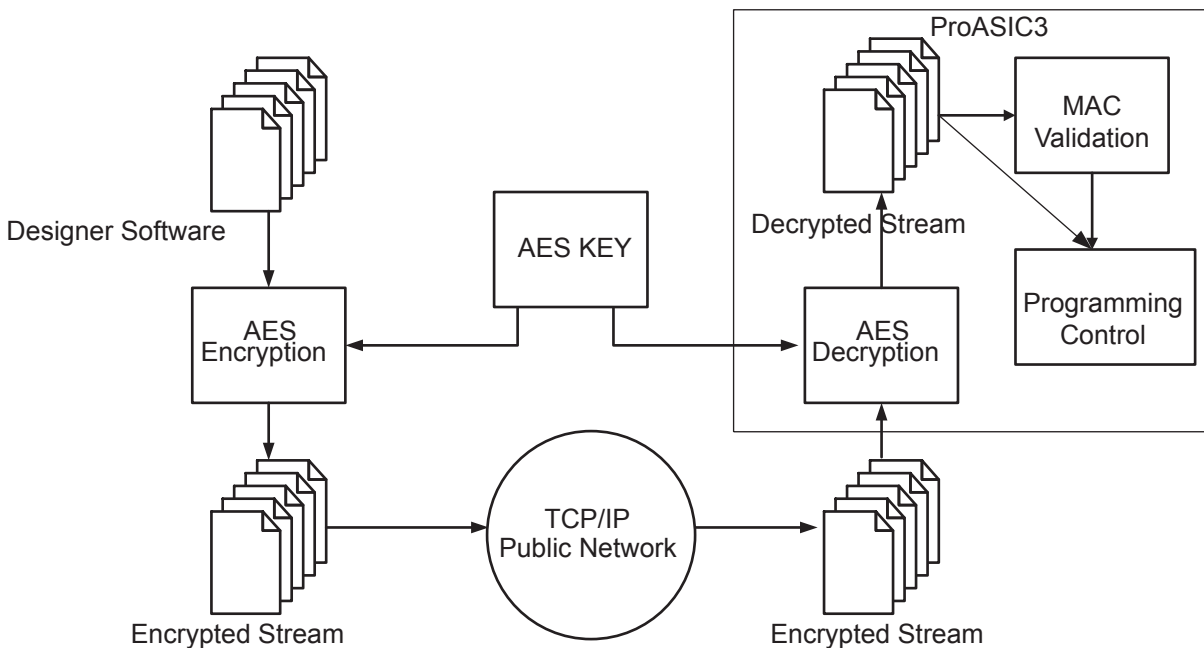 ProASIC3
MAC
Validation
Designer Software
AES KEY
Decrypted Stream
AES
Encryption
AES
Decryption
Programming
Control
TCP/IP
Public Network
Encrypted Stream
Encrypted Stream